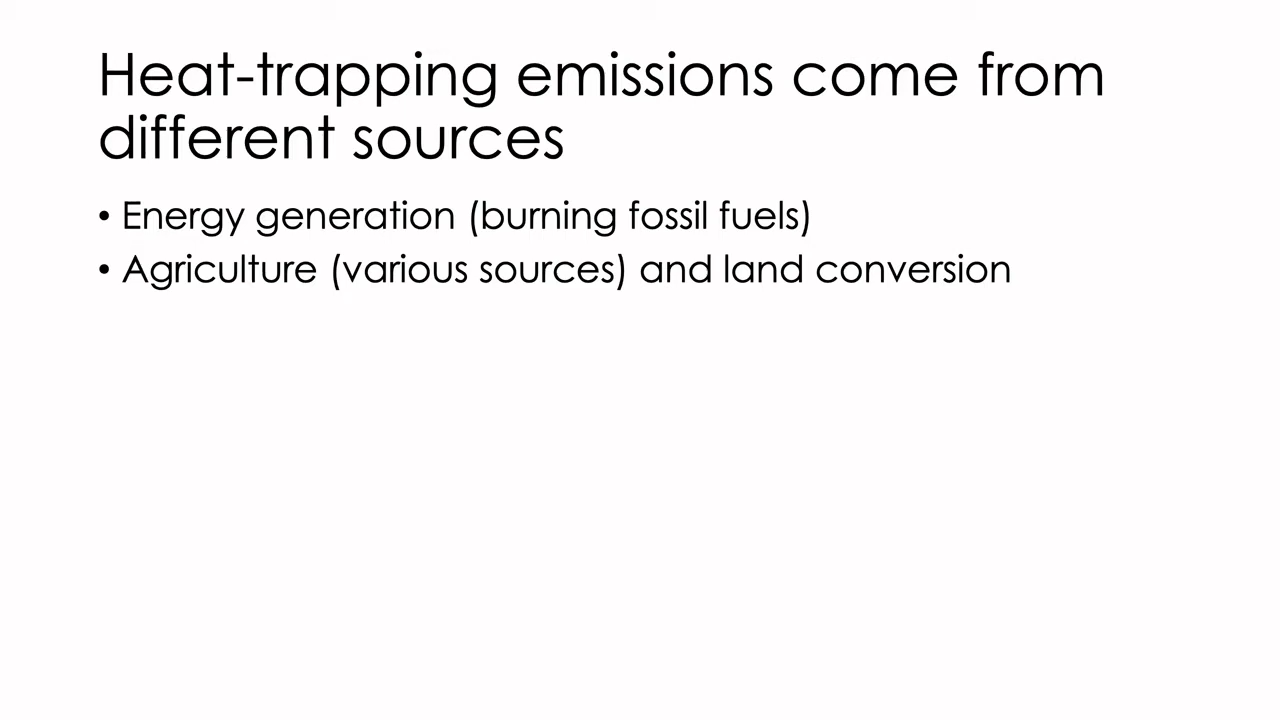 Heat-trapping emissions come from
different sources
• Energy generation (burning fossil fuels)
• Agriculture (various sources) and land conversion